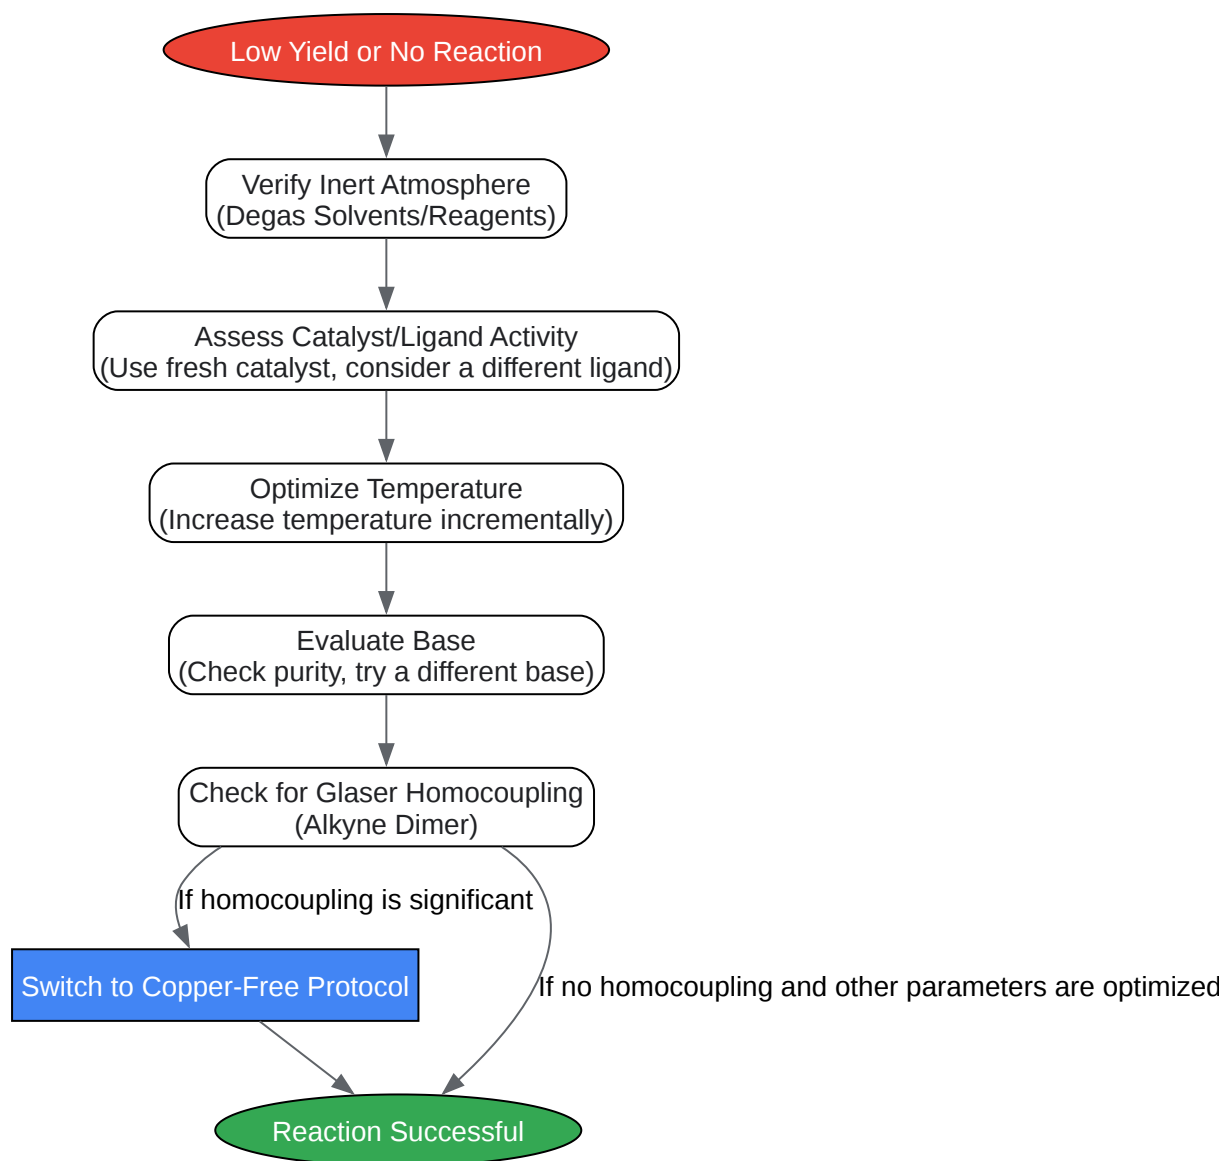 Low Yield or No Reaction
Verify Inert Atmosphere
(Degas Solvents/Reagents)
Assess Catalyst/Ligand Activity
(Use fresh catalyst, consider a different ligand)
Optimize Temperature
(Increase temperature incrementally)
Evaluate Base
(Check purity, try a different base)
Check for Glaser Homocoupling
(Alkyne Dimer)
If homocoupling is significant
Switch to Copper-Free Protocol
If no homocoupling and other parameters are optimized
Reaction Successful